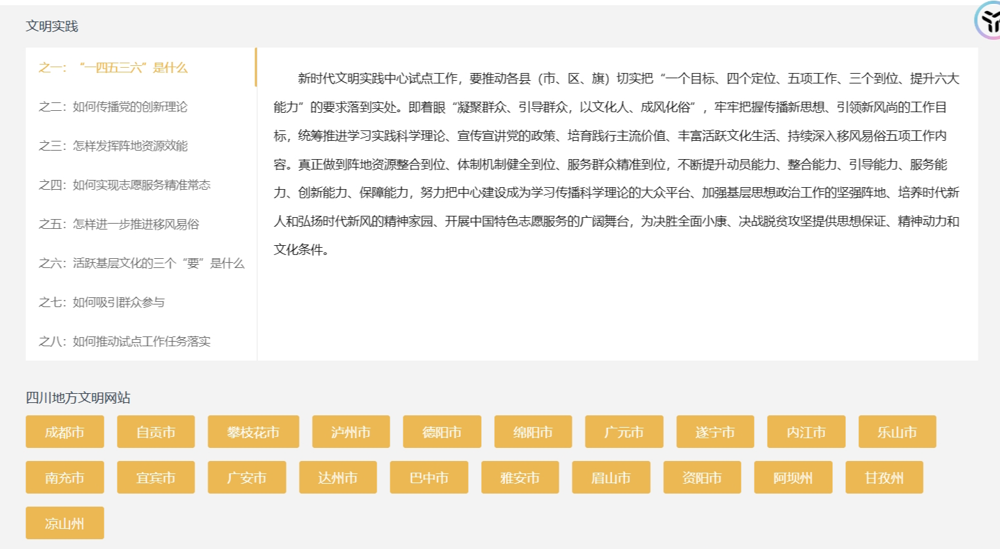 文明实践
之一：“一四五三六”是什么
之二：如何传播党的创新理论
之三：怎样发挥阵地资源效能
之四：如何实现志愿服务精准常态
之五：怎样进一步推进移风易俗
之六：活跃基层文化的三个“要”是什么
之七：如何吸引群众参与
之八：如何推动试点工作任务落实
新时代文明实践中心试点工作，要推动各县（市、区、旗）切实把“一个目标、四个定位、五项工作、三个到位、提升六大
能力”的要求落到实处。即着眼“凝聚群众、引导群众，以文化人、成风化俗”，牢牢把握传播新思想、引领新风尚的工作目
标，统筹推进学习实践科学理论、宣传宣讲党的政策、培育践行主流价值、丰富活跃文化生活、持续深入移风易俗五项工作内
容。真正做到阵地资源整合到位、体制机制健全到位、服务群众精准到位，不断提升动员能力、整合能力、引导能力、服务能
力、创新能力、保障能力，努力把中心建设成为学习传播科学理论的大众平台、加强基层思想政治工作的坚强阵地、培养时代新
人和弘扬时代新风的精神家园、开展中国特色志愿服务的广阔舞台，为决胜全面小康、决战脱贫攻坚提供思想保证、精神动力和
文化条件。
四川地方文明网站
成都市 自贡市 攀枝花市 泸州市 德阳市 绵阳市 广元市 遂宁市 内江市 乐山市
南充市 宜宾市 广安市 达州市 巴中市 雅安市 眉山市 资阳市 阿坝州 甘孜州
凉山州